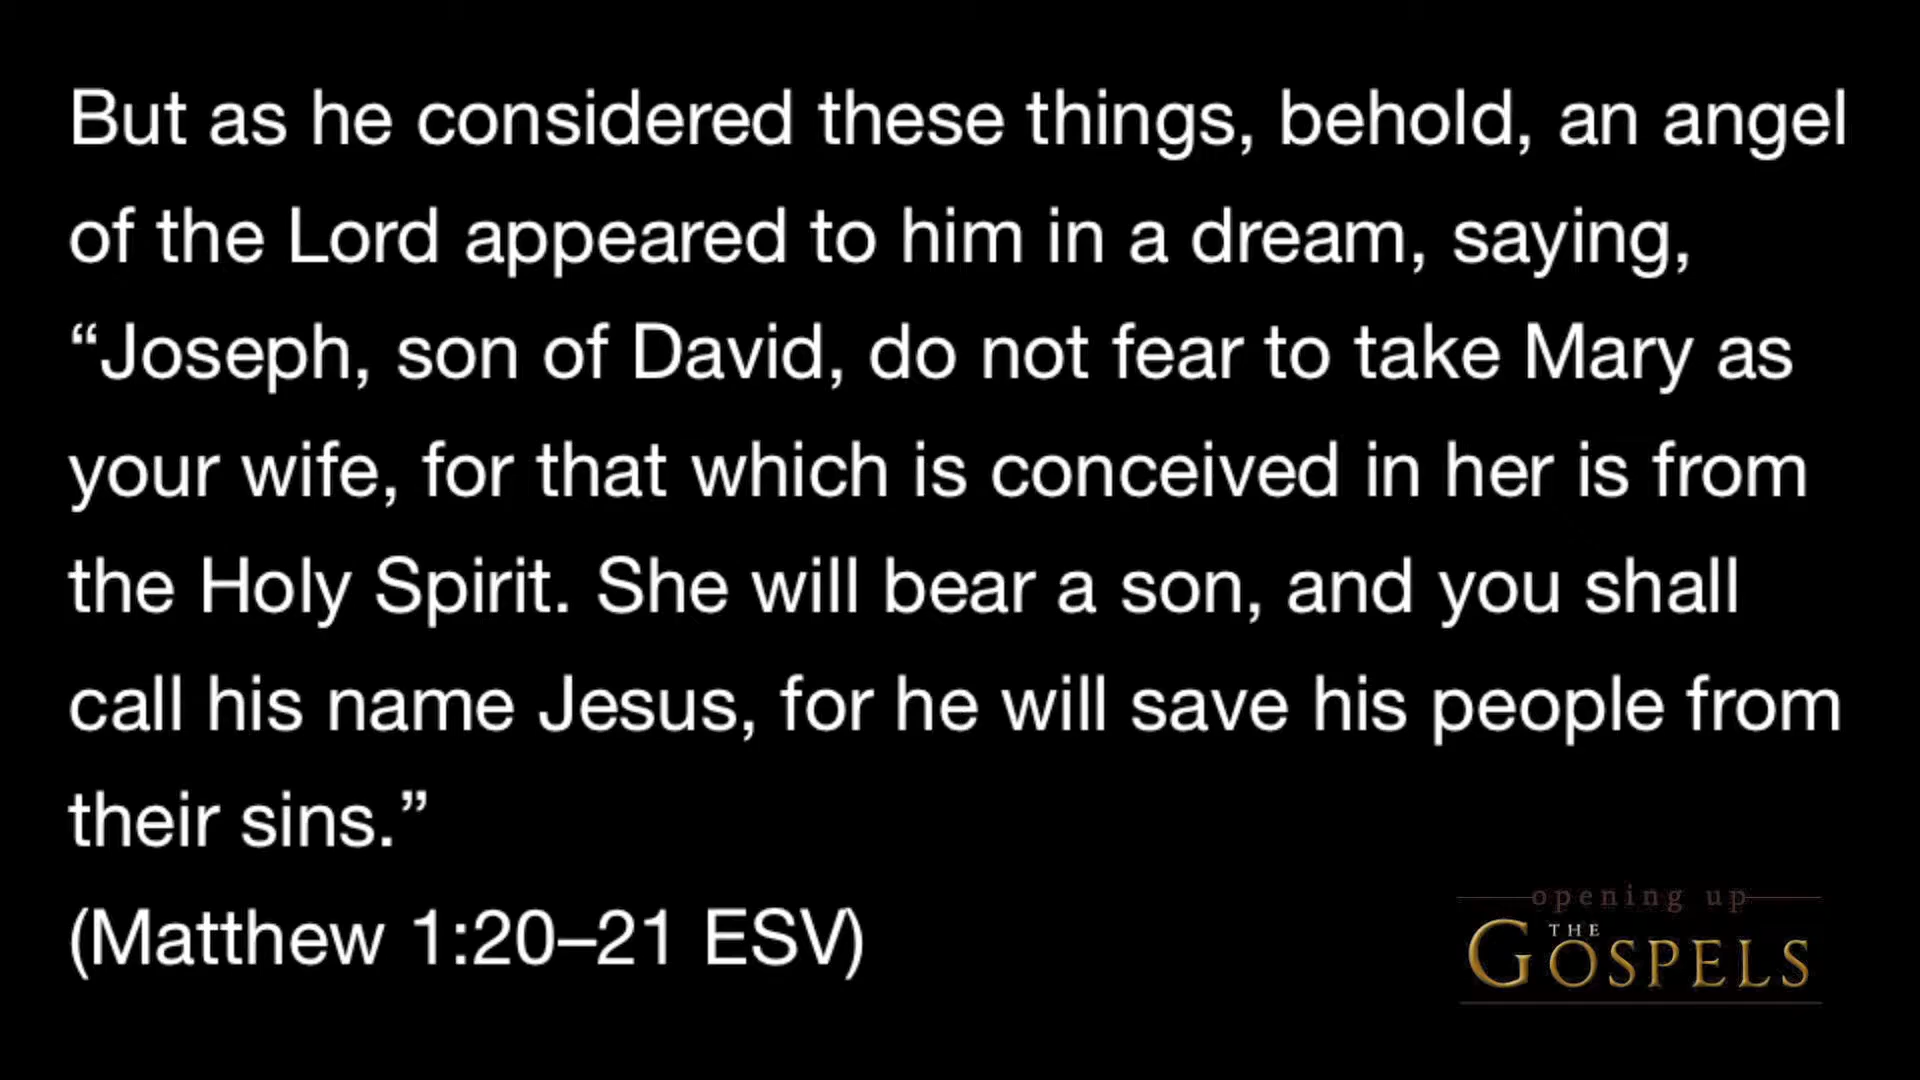 But as he considered these things, behold, an angel
of the Lord appeared to him in a dream, saying,
“Joseph, son of David, do not fear to take Mary as
your wife, for that which is conceived in her is from
the Holy Spirit. She will bear a son, and you shall
call his name Jesus, for he will save his people from
their sins.”
(Matthew 1:20–21 ESV)
opening up
THE
GOSPELS